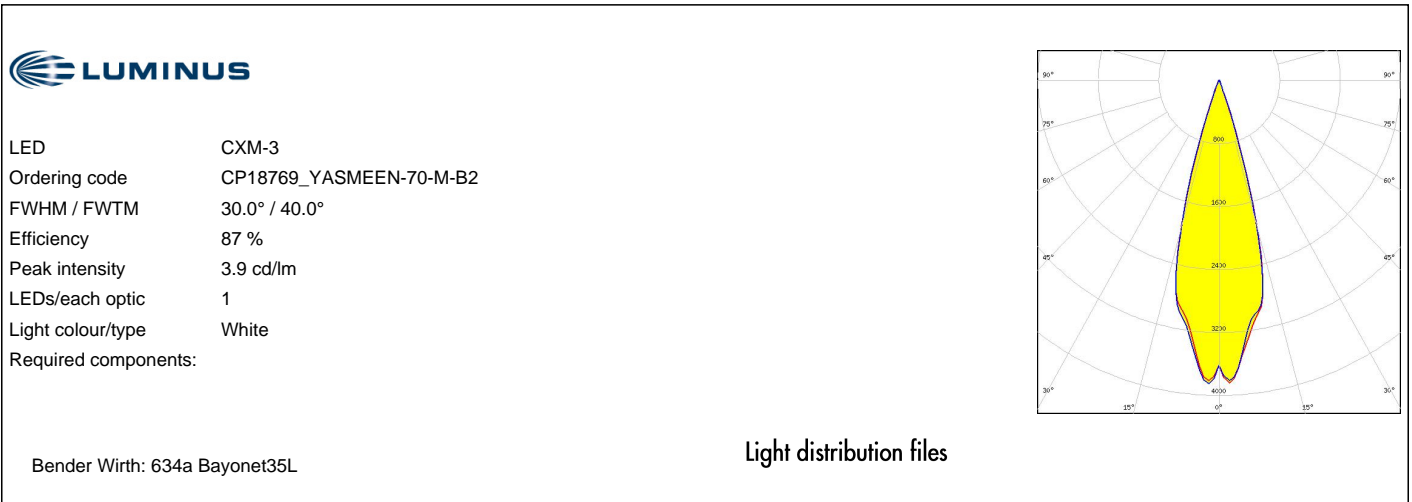 LUMINUS
LED CXM-3
Ordering code CP18769_YASMEEN-70-M-B2
FWHM / FWTM 30.0° / 40.0°
Efficiency 87 %
Peak intensity 3.9 cd/lm
LEDs/each optic 1
Light colour/type White
Required components:
Bender Wirth: 634a Bayonet35L
Light distribution files
90° 90°
75° 75°
800
60° 60°
1600
45° 2400 45°
3200
30° 4000 30°
15° 0° 15°